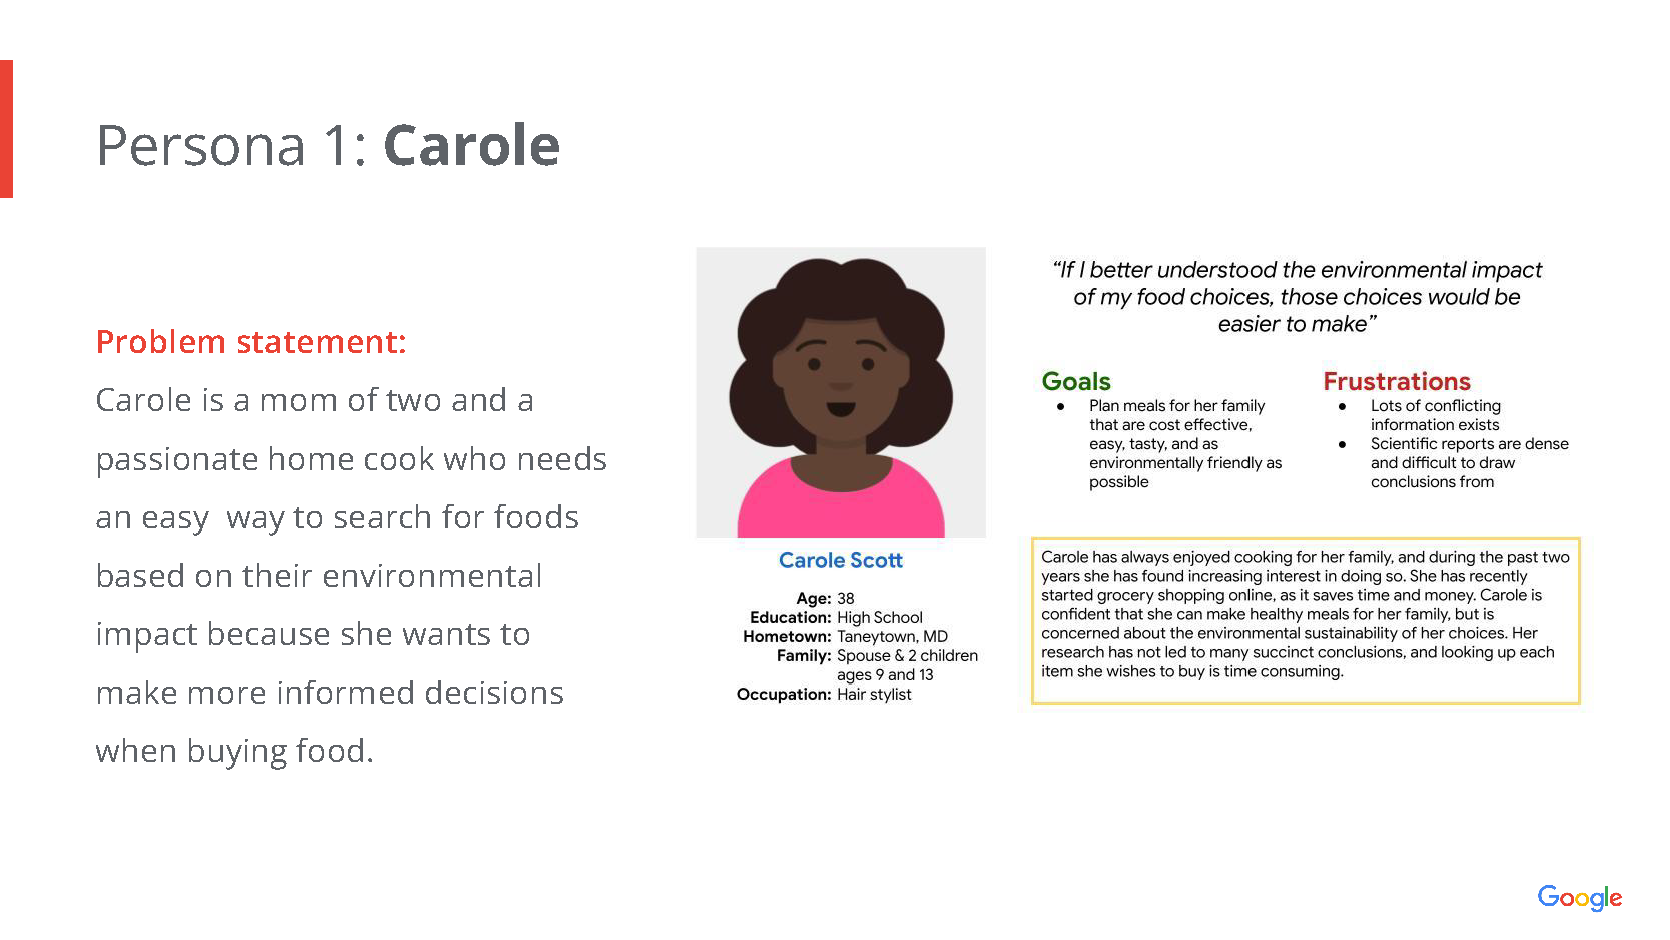 Persona 1: Carole
Problem statement:
Carole is a mom of two and a
passionate home cook who needs
an easy  way to search for foods
based on their environmental
impact because she wants to
make more informed decisions
when buying food.
Carole Scott
Age: 38
Education: High School
Hometown: Taneytown, MD
Family: Spouse & 2 children
ages 9 and 13
Occupation: Hair stylist
“If I better understood the environmental impact
of my food choices, those choices would be
easier to make”
Goals
● Plan meals for her family
that are cost effective,
easy, tasty, and as
environmentally friendly as
possible
Frustrations
● Lots of conflicting
information exists
● Scientific reports are dense
and difficult to draw
conclusions from
Carole has always enjoyed cooking for her family, and during the past two
years she has found increasing interest in doing so. She has recently
started grocery shopping online, as it saves time and money. Carole is
confident that she can make healthy meals for her family, but is
concerned about the environmental sustainability of her choices. Her
research has not led to many succinct conclusions, and looking up each
item she wishes to buy is time consuming.
Google